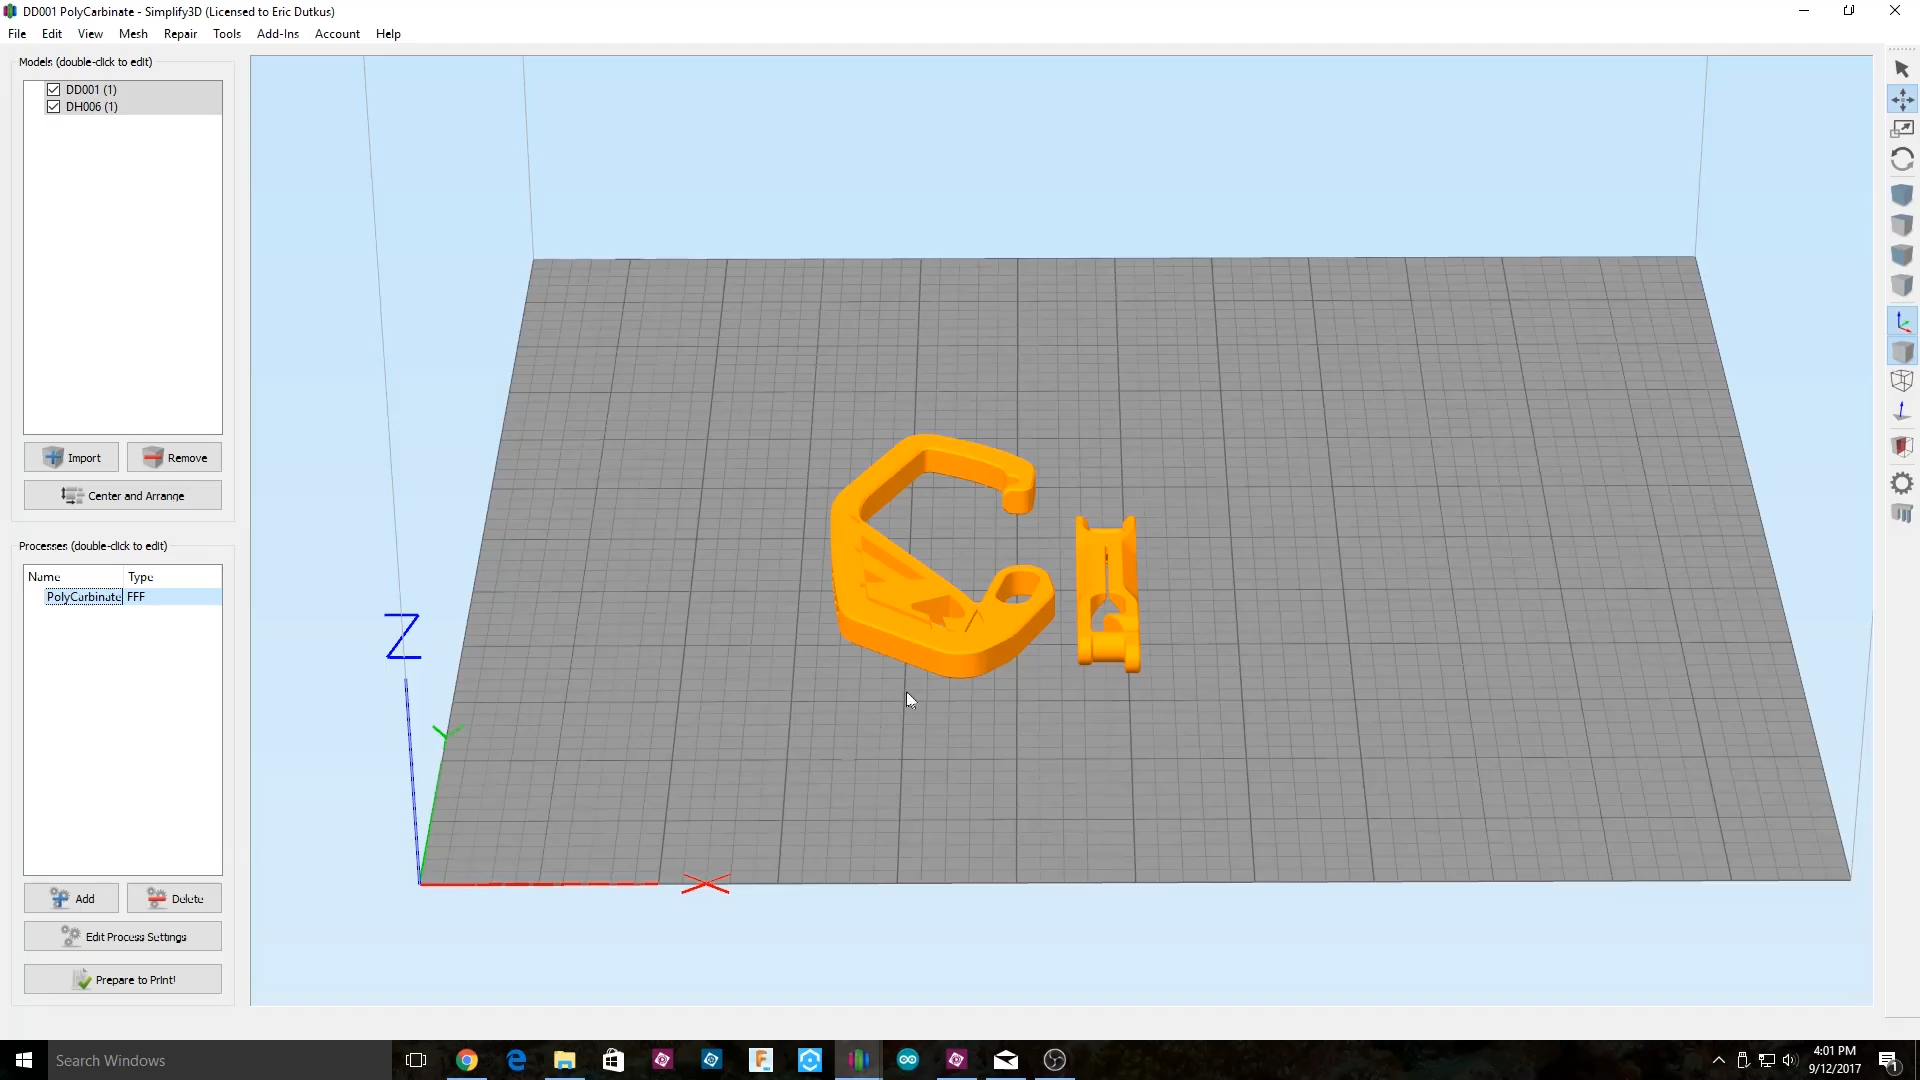 DD001 PolyCarbinate - Simplify3D (Licensed to Eric Dutkus)
File Edit View Mesh Repair Tools Add-Ins Account Help
Models (double-click to edit)
DD001 (1)
DH006 (1)
Import Remove
Center and Arrange
Processes (double-click to edit)
Name Type
PolyCarbinate FFF
Z
Y
X
Add Delete
Edit Process Settings
Prepare to Print!
Search Windows
4:01 PM
9/12/2017
1